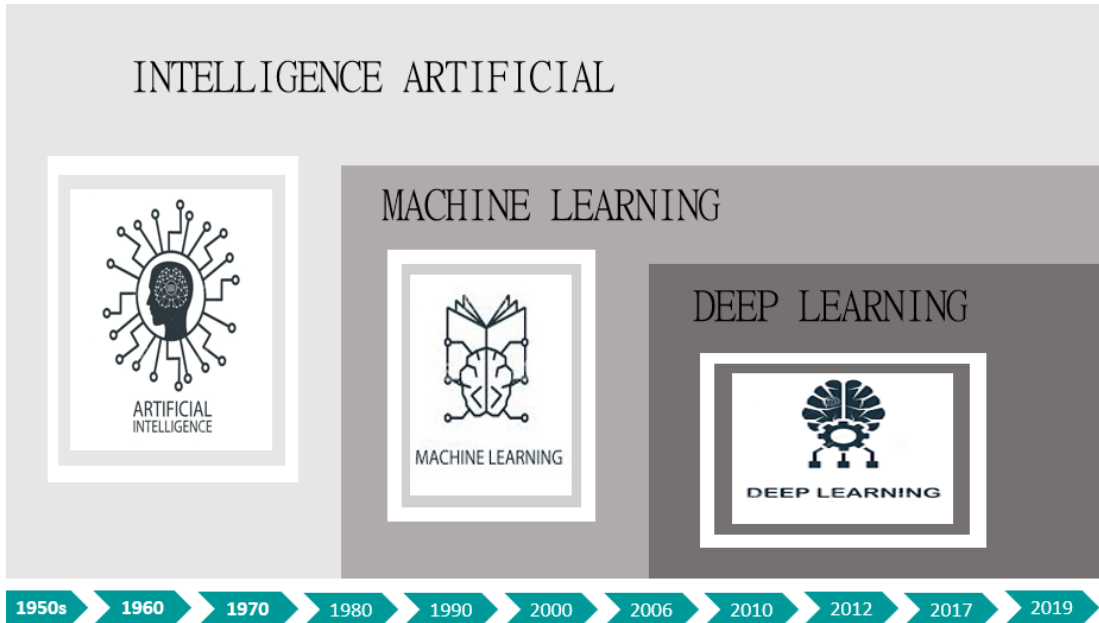 INTELLIGENCE ARTIFICIAL
MACHINE LEARNING
DEEP LEARNING
ARTIFICIAL
INTELLIGENCE
MACHINE LEARNING
DEEP LEARNING
1950s 1960 1970 1980 1990 2000 2006 2010 2012 2017 2019